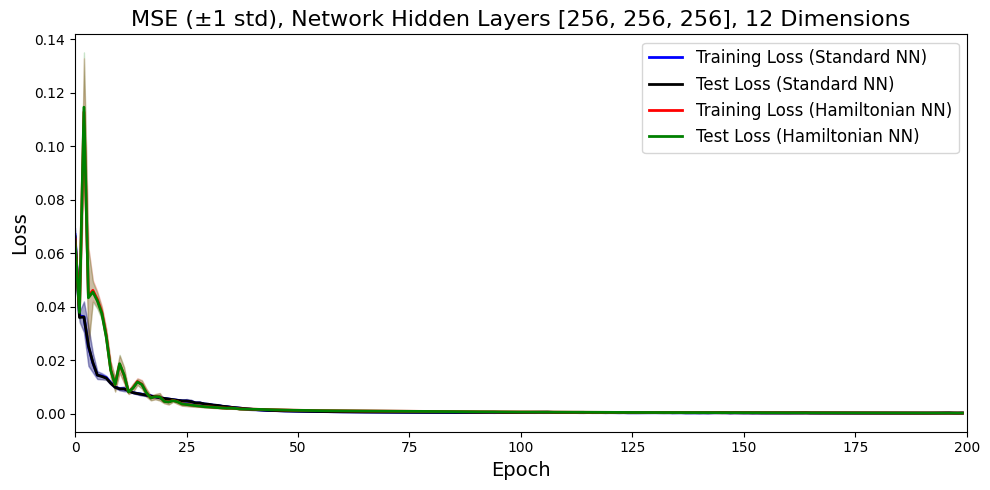 MSE (±1 std), Network Hidden Layers [256, 256, 256], 12 Dimensions
0.14
0.12
0.10
0.08
0.06
0.04
0.02
0.00
Loss
Training Loss (Standard NN)
Test Loss (Standard NN)
Training Loss (Hamiltonian NN)
Test Loss (Hamiltonian NN)
0 25 50 75 100 125 150 175 200
Epoch